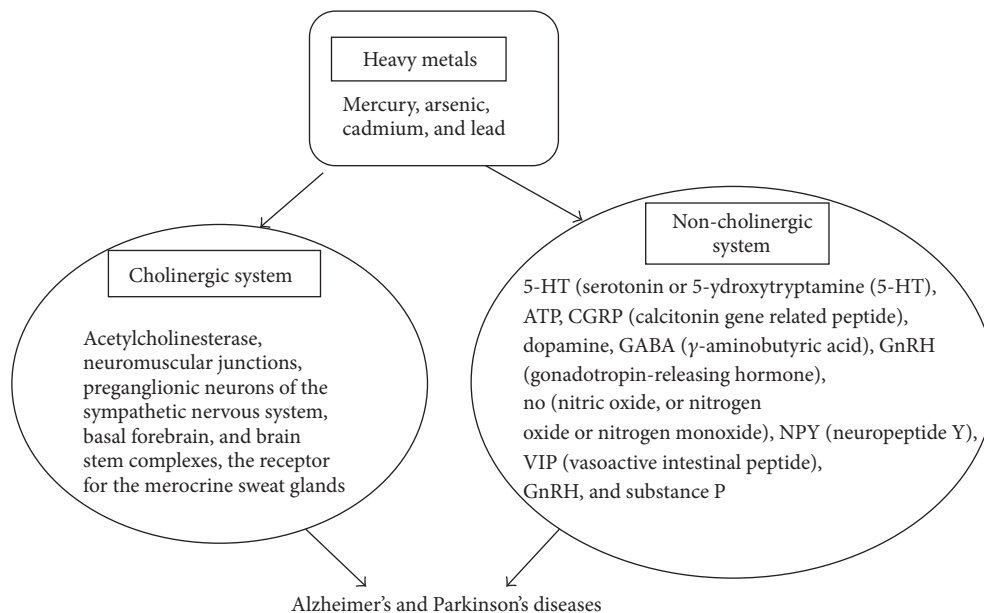 Heavy metals
Mercury, arsenic,
cadmium, and lead
Cholinergic system
Acetylcholinesterase,
neuromuscular junctions,
preganglionic neurons of the
sympathetic nervous system,
basal forebrain, and brain
stem complexes, the receptor
for the merocrine sweat glands
Non-cholinergic
system
5-HT (serotonin or 5-ydroxytryptamine (5-HT),
ATP, CGRP (calcitonin gene related peptide),
dopamine, GABA (γ-aminobutyric acid), GnRH
(gonadotropin-releasing hormone),
no (nitric oxide, or nitrogen
oxide or nitrogen monoxide), NPY (neuropeptide Y),
VIP (vasoactive intestinal peptide),
GnRH, and substance P
Alzheimer's and Parkinson's diseases